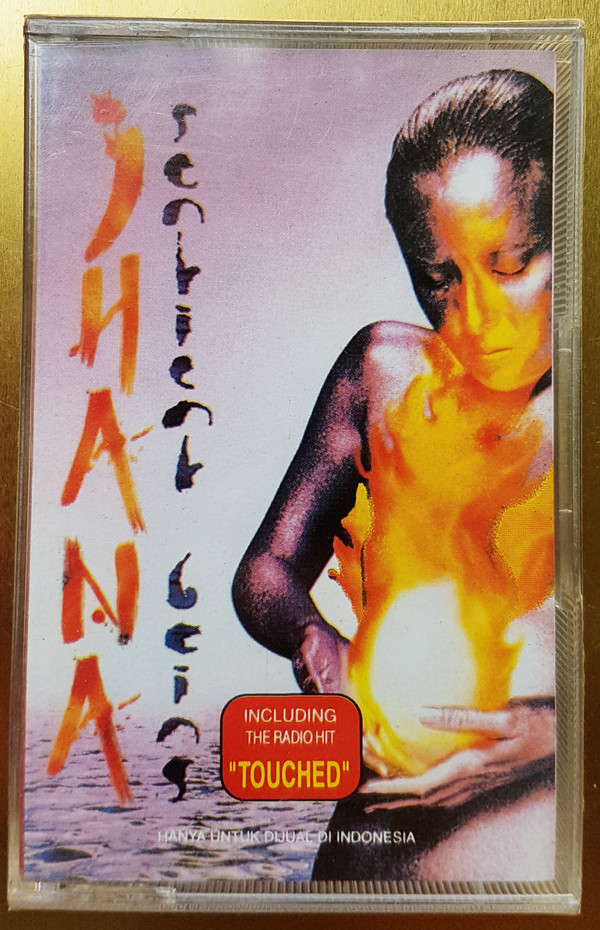 JHANA
sentient being
INCLUDING
THE RADIO HIT
"TOUCHED"
HANYA UNTUK DIJUAL DI INDONESIA